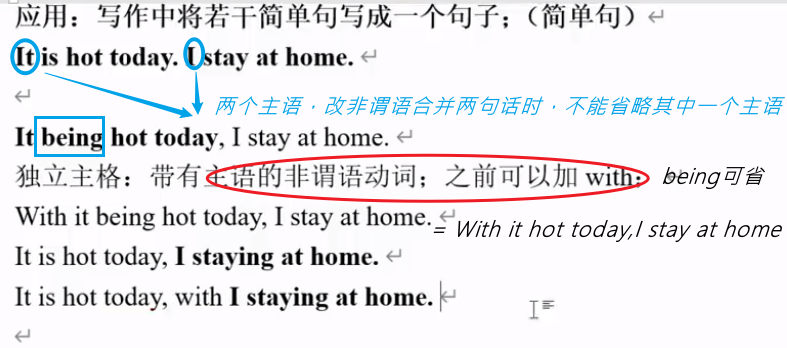 应用：写作中将若干简单句写成一个句子；（简单句）
It is hot today. I stay at home.
两个主语，改非谓语合并两句话时，不能省略其中一个主语
It being hot today, I stay at home.
独立主格：带有主语的非谓语动词；之前可以加 with； being可省
With it being hot today, I stay at home.
= With it hot today,I stay at home
It is hot today, I staying at home.
It is hot today, with I staying at home.